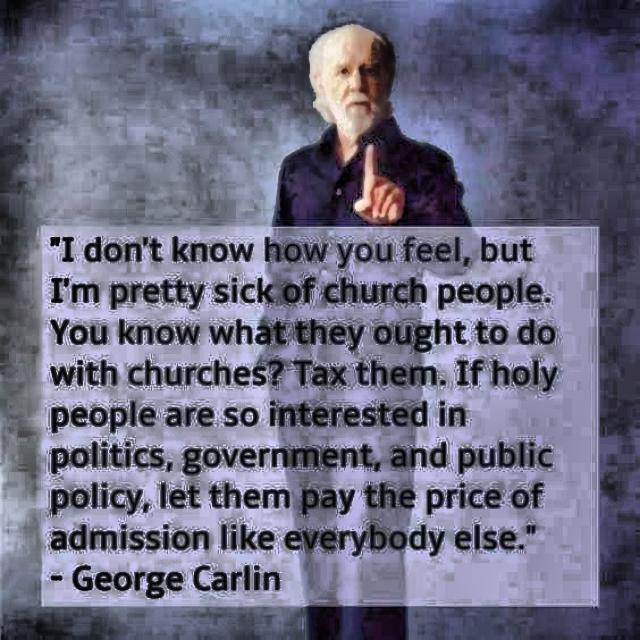 "I don't know how you feel, but
I'm pretty sick of church people.
You know what they ought to do
with churches? Tax them. If holy
people are so interested in
politics, government, and public
policy, let them pay the price of
admission like everybody else."
- George Carlin